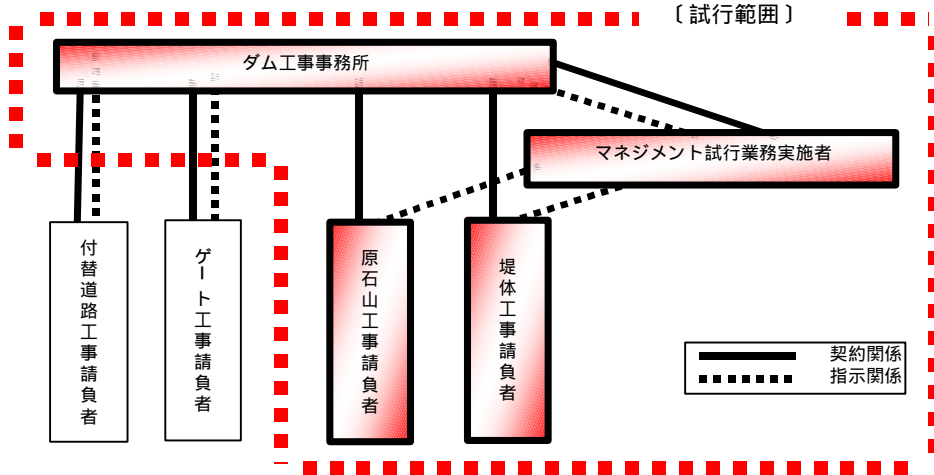 〔試行範囲〕
ダム工事事務所
マネジメント試行業務実施者
付替道路工事請負者
ゲート工事請負者
原石山工事請負者
堤体工事請負者
契約関係
指示関係